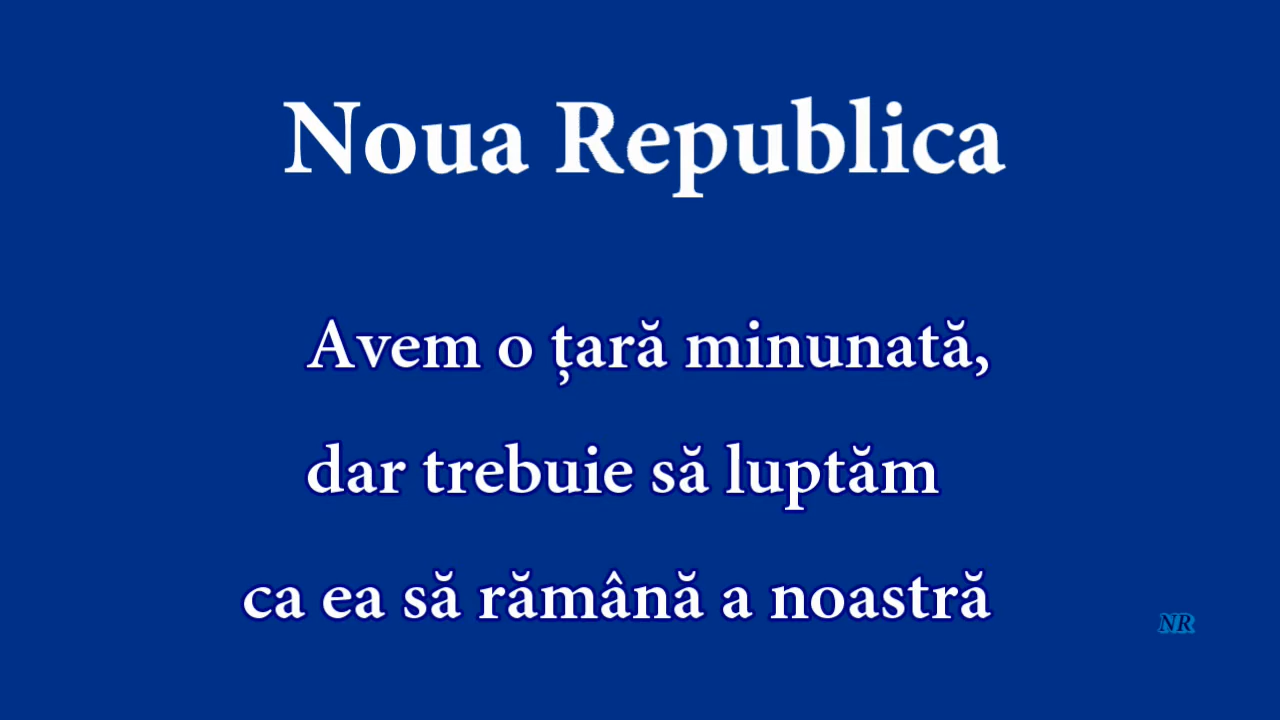 Noua Republica
Avem o țară minunată,
dar trebuie să luptăm
ca ea să rămână a noastră
NR